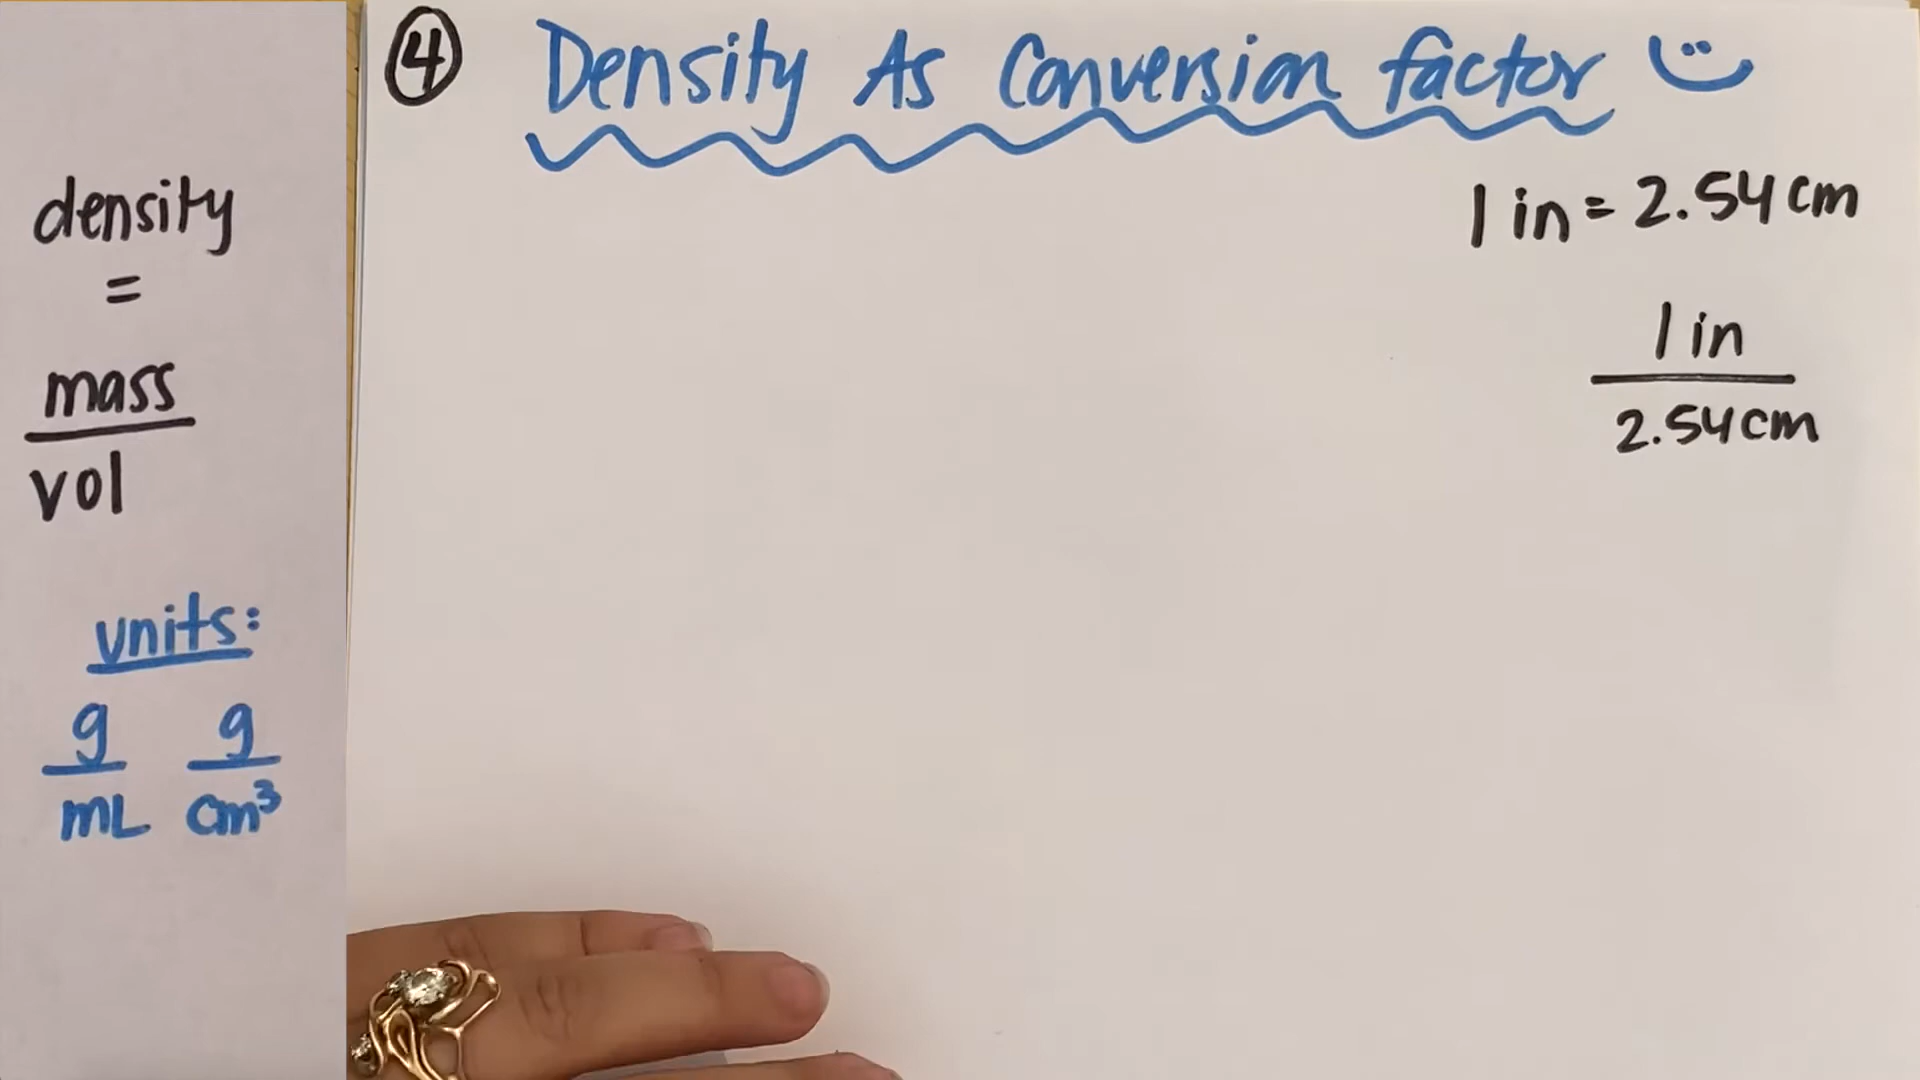 ④ Density As Conversion factor
1 in = 2.54 cm
1 in
2.54 cm
density
=
mass
vol
units:
g g
mL cm³